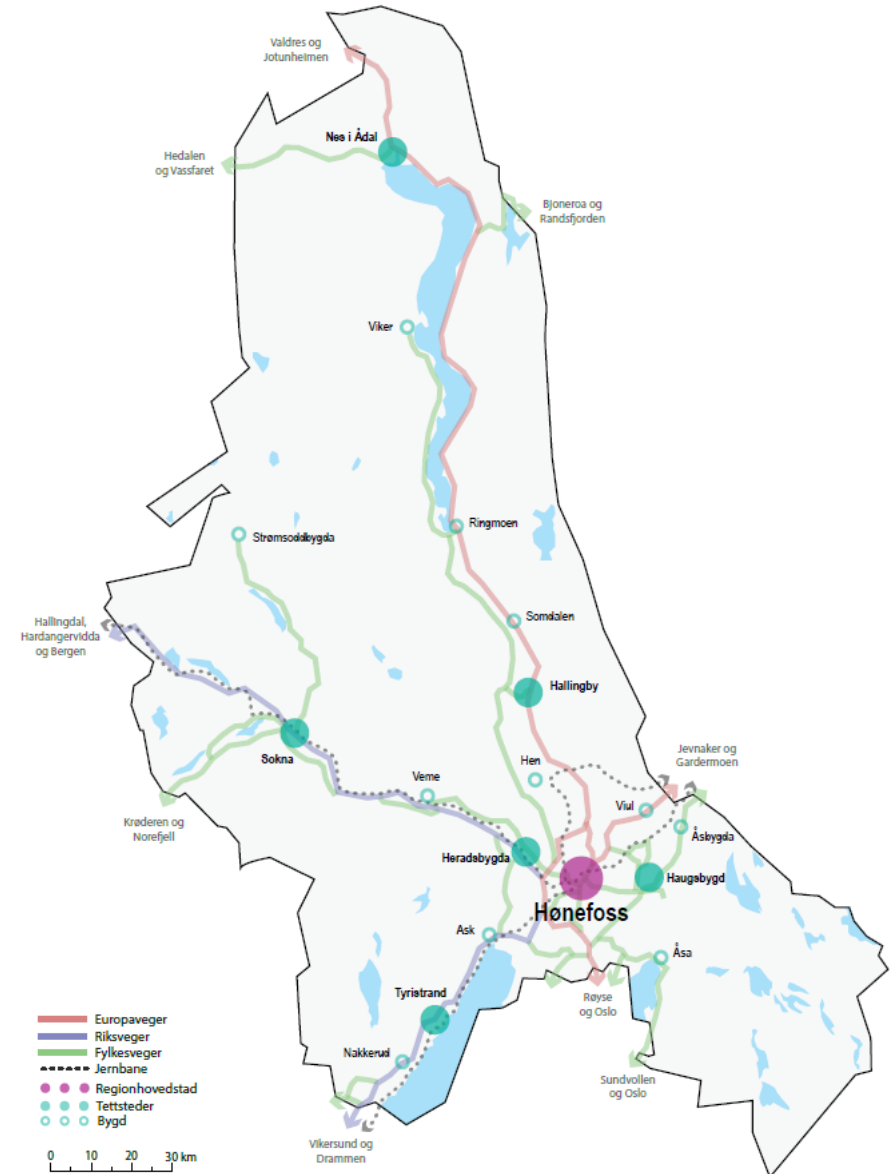 Valdres og
Jotunheimen
Nes i Ådal
Hedalen
og Vassfaret
Bjoneroa og
Randsfjorden
Viker
Ringmoen
Strømsoddbygda
Somdalen
Hallingdal,
Hardangervidda
og Bergen
Hallingby
Sokna
Hen
Jevnaker og
Gardermoen
Veme
Viul
Krøderen og
Norefjell
Åsbygda
Heradsbygda
Haugsbygd
Hønefoss
Ask
Åsa
Tyristrand
Røyse
og Oslo
Nakkerud
Sundvollen
og Oslo
Vikersund og
Drammen
Europaveger
Riksveger
Fylkesveger
Jernbane
Regionhovedstad
Tettsteder
Bygd
0 10 20 30 km